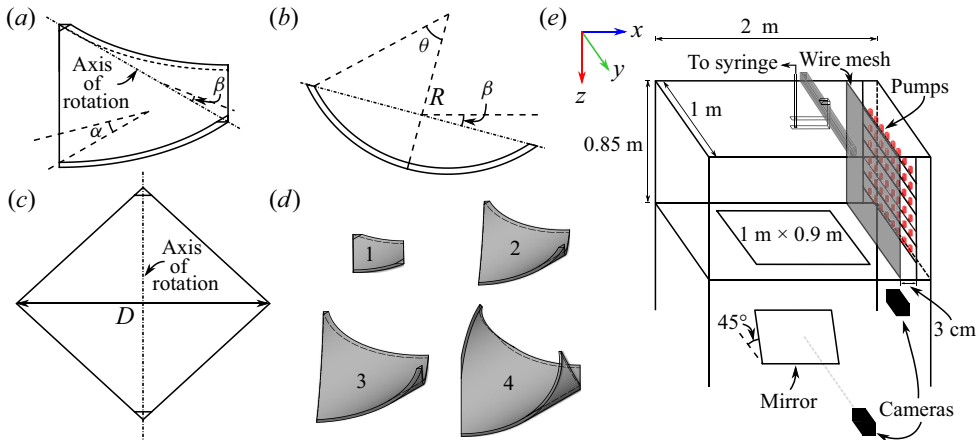 (a)
Axis
of
rotation
β
α
(b)
θ
R
β
(c)
Axis
of
rotation
D
(d)
1
2
3
4
(e)
x
y
z
2 m
To syringe
Wire mesh
Pumps
1 m
0.85 m
1 m × 0.9 m
3 cm
45°
Mirror
Cameras